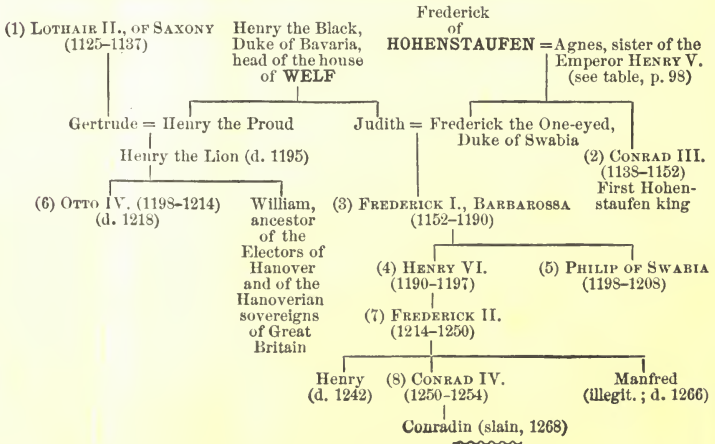 (1) LOTHAIR II., OF SAXONY
(1125-1137)
Henry the Black,
Duke of Bavaria,
head of the house
of WELF
Frederick
of
HOHENSTAUFEN = Agnes, sister of the
Emperor HENRY V.
(see table, p. 98)
Gertrude = Henry the Proud
Judith = Frederick the One-eyed,
Duke of Swabia
(2) CONRAD III.
(1138-1152)
First Hohen-
staufen king
Henry the Lion (d. 1195)
(6) OTTO IV. (1198-1214)
(d. 1218)
William,
ancestor
of the
Electors of
Hanover
and of the
Hanoverian
sovereigns
of Great
Britain
(3) FREDERICK I., BARBAROSSA
(1152-1190)
(4) HENRY VI.
(1190-1197)
(5) PHILIP OF SWABIA
(1198-1208)
(7) FREDERICK II.
(1214-1250)
Henry
(d. 1242)
(8) CONRAD IV.
(1250-1254)
Manfred
(illegit.; d. 1266)
Conradin (slain, 1268)